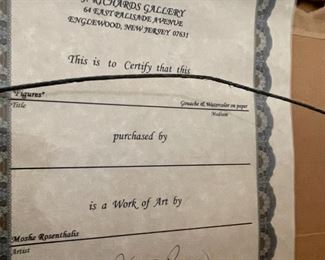 RICHARDS GALLERY
64 EAST PALISADE AVENUE
ENGLEWOOD, NEW JERSEY 07631
This is to Certify that this
"Figures" Gouache & Watercolor on paper
Title Medium
purchased by
is a Work of Art by
Moshe Rosenthalis
Artist